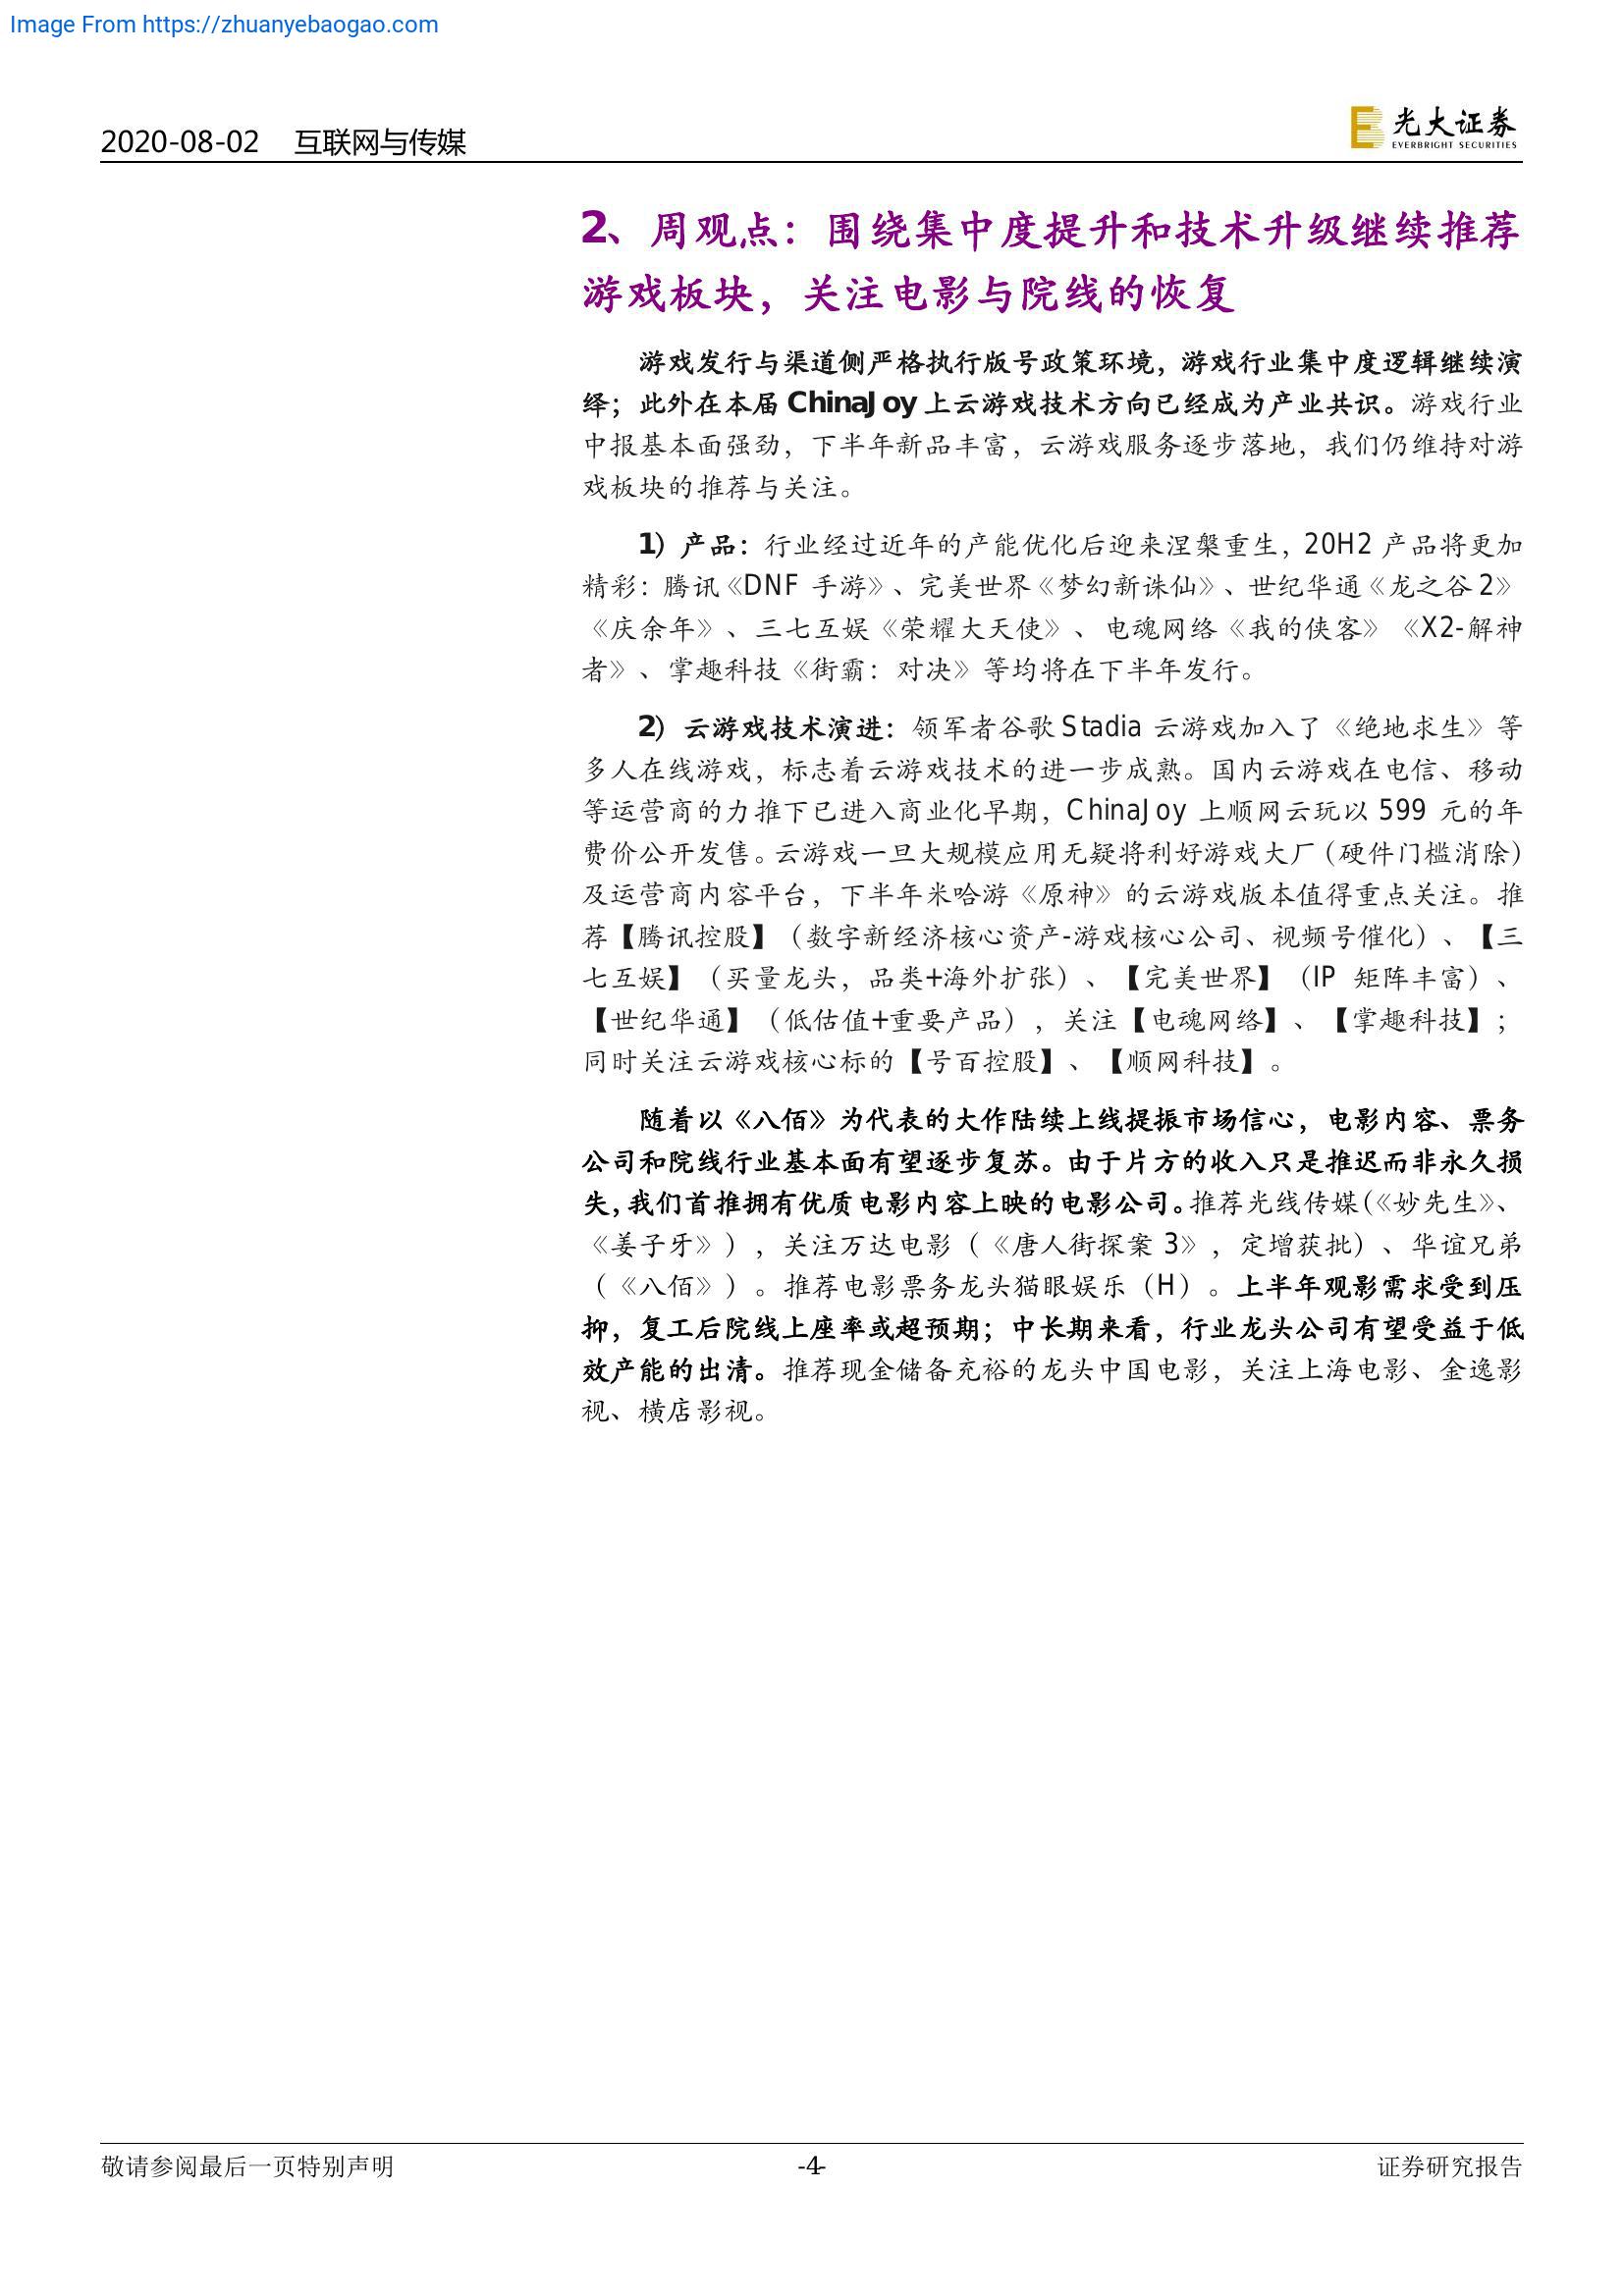 Image From https://zhuanyebaogao.com
2020-08-02 互联网与传媒
光大证券
EVERBRIGHT SECURITIES
2、周观点：围绕集中度提升和技术升级继续推荐
游戏板块，关注电影与院线的恢复
游戏发行与渠道侧严格执行版号政策环境，游戏行业集中度逻辑继续演
绎；此外在本届 ChinaJoy 上云游戏技术方向已经成为产业共识。游戏行业
中报基本面强劲，下半年新品丰富，云游戏服务逐步落地，我们仍维持对游
戏板块的推荐与关注。
1）产品：行业经过近年的产能优化后迎来涅槃重生，20H2 产品将更加
精彩：腾讯《DNF 手游》、完美世界《梦幻新诛仙》、世纪华通《龙之谷 2》
《庆余年》、三七互娱《荣耀大天使》、电魂网络《我的侠客》《X2-解神
者》、掌趣科技《街霸：对决》等均将在下半年发行。
2）云游戏技术演进：领军者谷歌 Stadia 云游戏加入了《绝地求生》等
多人在线游戏，标志着云游戏技术的进一步成熟。国内云游戏在电信、移动
等运营商的力推下已进入商业化早期，ChinaJoy 上顺网云玩以 599 元的年
费价公开发售。云游戏一旦大规模应用无疑将利好游戏大厂（硬件门槛消除）
及运营商内容平台，下半年米哈游《原神》的云游戏版本值得重点关注。推
荐【腾讯控股】（数字新经济核心资产-游戏核心公司、视频号催化）、【三
七互娱】（买量龙头，品类+海外扩张）、【完美世界】（IP 矩阵丰富）、
【世纪华通】（低估值+重要产品），关注【电魂网络】、【掌趣科技】；
同时关注云游戏核心标的【号百控股】、【顺网科技】。
随着以《八佰》为代表的大作陆续上线提振市场信心，电影内容、票务
公司和院线行业基本面有望逐步复苏。由于片方的收入只是推迟而非永久损
失，我们首推拥有优质电影内容上映的电影公司。推荐光线传媒（《妙先生》、
《姜子牙》），关注万达电影（《唐人街探案 3》，定增获批）、华谊兄弟
（《八佰》）。推荐电影票务龙头猫眼娱乐（H）。上半年观影需求受到压
抑，复工后院线上座率或超预期；中长期来看，行业龙头公司有望受益于低
效产能的出清。推荐现金储备充裕的龙头中国电影，关注上海电影、金逸影
视、横店影视。
敬请参阅最后一页特别声明 -4- 证券研究报告